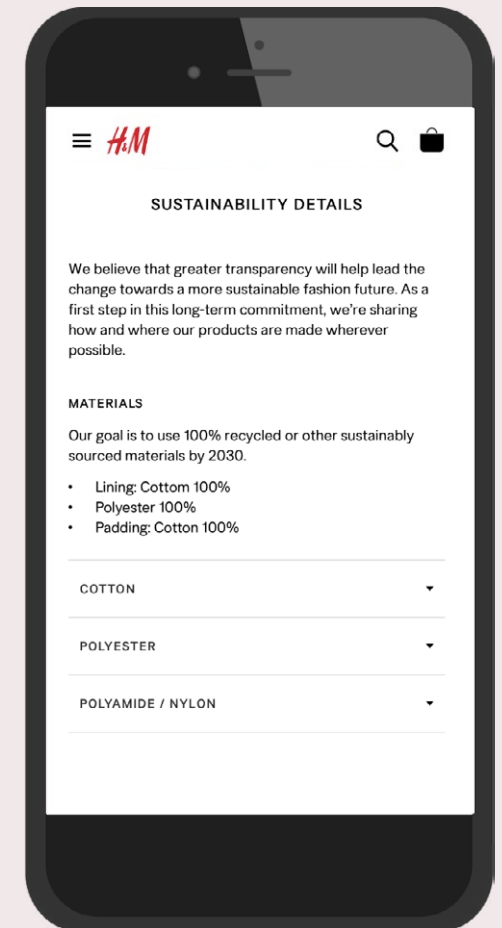 H&M
SUSTAINABILITY DETAILS
We believe that greater transparency will help lead the
change towards a more sustainable fashion future. As a
first step in this long-term commitment, we're sharing
how and where our products are made wherever
possible.
MATERIALS
Our goal is to use 100% recycled or other sustainably
sourced materials by 2030.
• Lining: Cottom 100%
• Polyester 100%
• Padding: Cotton 100%
COTTON
POLYESTER
POLYAMIDE / NYLON